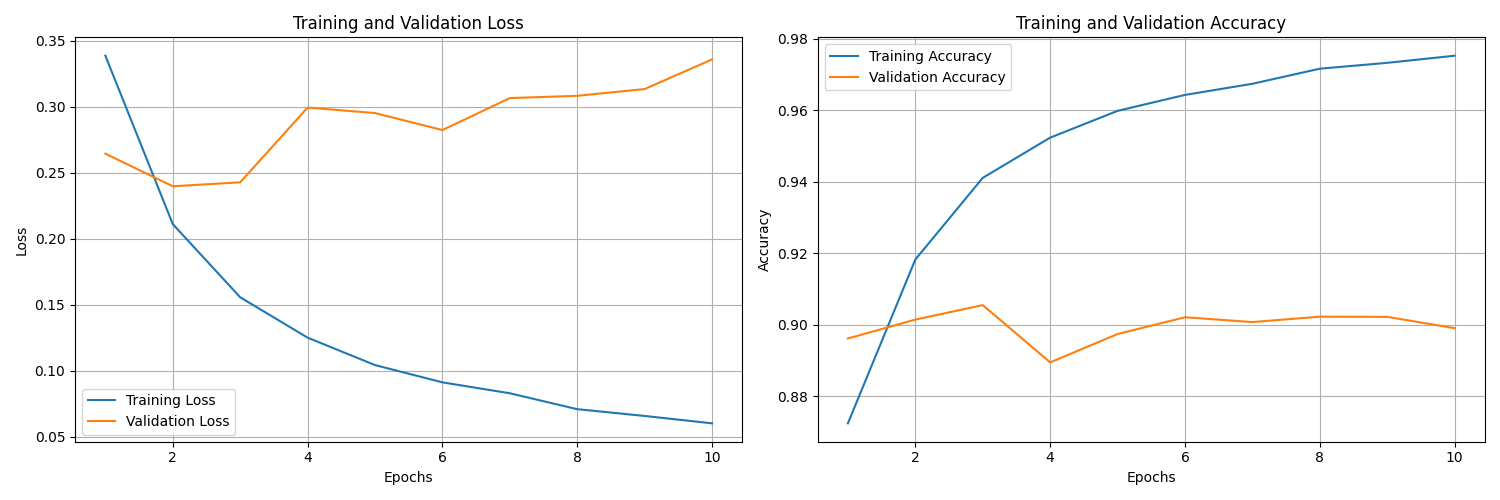 Training and Validation Loss
0.35
0.30
0.25
0.20
0.15
0.10
0.05
Loss
Training Loss
Validation Loss
2 4 6 8 10
Epochs
Training and Validation Accuracy
0.98
0.96
0.94
0.92
0.90
0.88
Accuracy
Training Accuracy
Validation Accuracy
2 4 6 8 10
Epochs